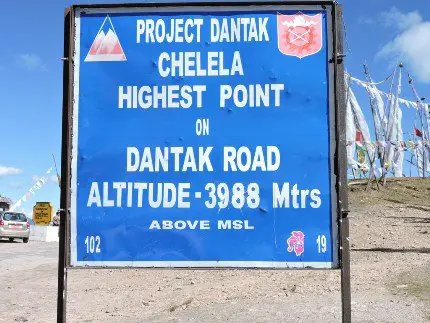 PROJECT DANTAK
CHELELA
HIGHEST POINT
ON
DANTAK ROAD
ALTITUDE-3988 Mtrs
ABOVE MSL
102 19